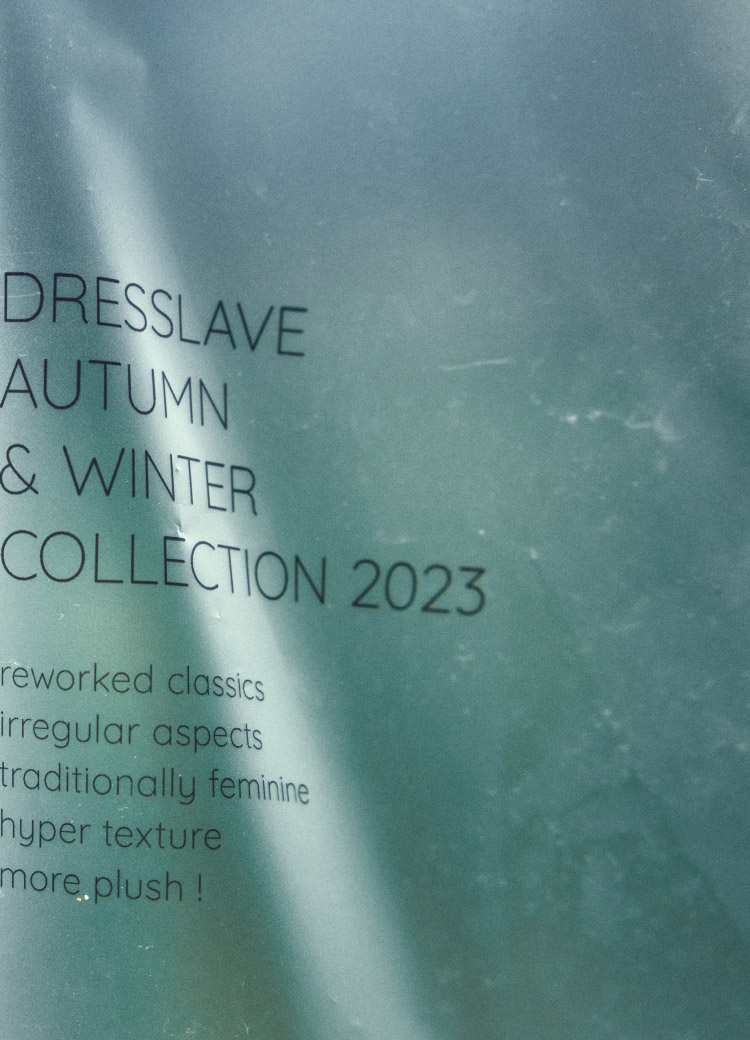 DRESSLAVE
AUTUMN
& WINTER
COLLECTION 2023
reworked classics
irregular aspects
traditionally feminine
hyper texture
more plush !